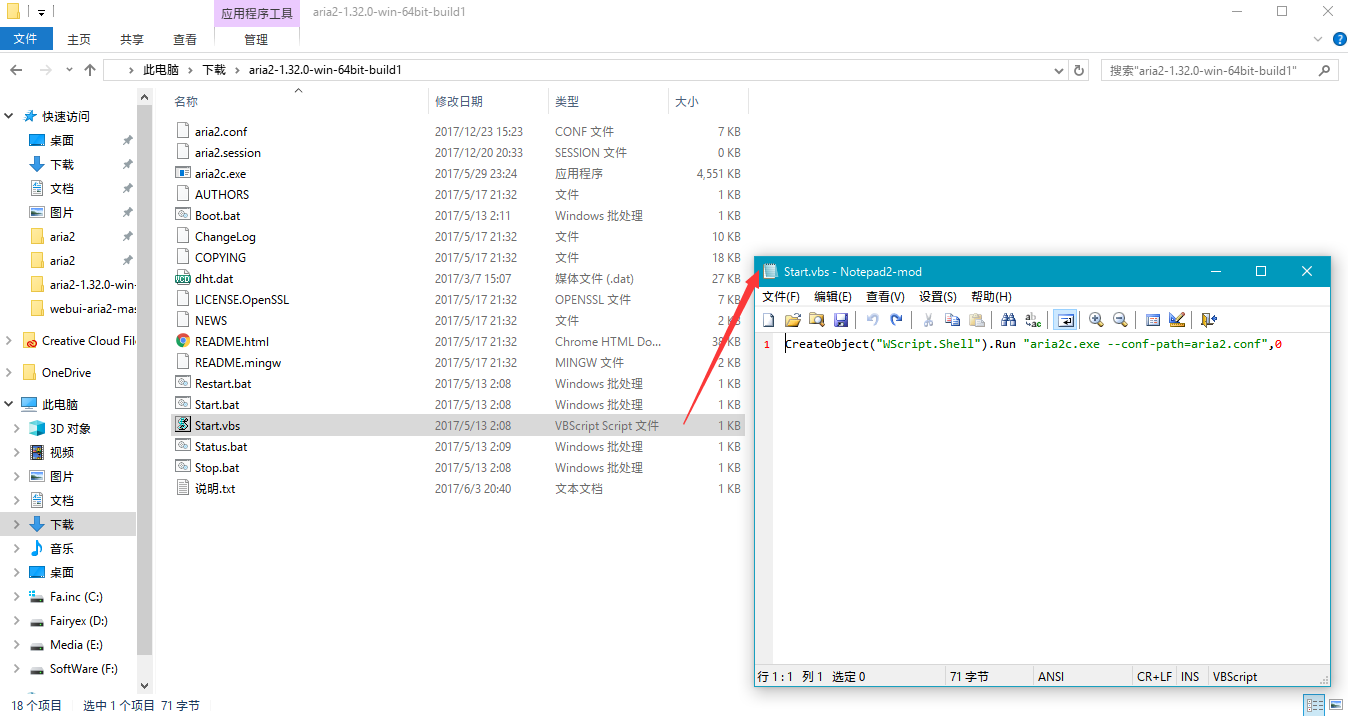 应用程序工具 aria2-1.32.0-win-64bit-build1
文件 主页 共享 查看 管理
此电脑 下载 aria2-1.32.0-win-64bit-build1 搜索"aria2-1.32.0-win-64bit-build1"
快速访问
桌面
下载
文档
图片
aria2
aria2
aria2-1.32.0-win-
webui-aria2-mas
Creative Cloud File
OneDrive
此电脑
3D 对象
视频
图片
文档
下载
音乐
桌面
Fa.inc (C:)
Fairyex (D:)
Media (E:)
SoftWare (F:)
名称 修改日期 类型 大小
aria2.conf 2017/12/23 15:23 CONF 文件 7 KB
aria2.session 2017/12/20 20:33 SESSION 文件 0 KB
aria2c.exe 2017/5/29 23:24 应用程序 4,551 KB
AUTHORS 2017/5/17 21:32 文件 1 KB
Boot.bat 2017/5/13 2:11 Windows 批处理 1 KB
ChangeLog 2017/5/17 21:32 文件 10 KB
COPYING 2017/5/17 21:32 文件 18 KB
dht.dat 2017/3/7 15:07 媒体文件 (.dat) 27 KB
LICENSE.OpenSSL 2017/5/17 21:32 OPENSSL 文件 7 KB
NEWS 2017/5/17 21:32 文件 2 KB
README.html 2017/5/17 21:32 Chrome HTML Do... 38 KB
README.mingw 2017/5/17 21:32 MINGW 文件 2 KB
Restart.bat 2017/5/13 2:08 Windows 批处理 1 KB
Start.bat 2017/5/13 2:08 Windows 批处理 1 KB
Start.vbs 2017/5/13 2:08 VBScript Script 文件 1 KB
Status.bat 2017/5/13 2:09 Windows 批处理 1 KB
Stop.bat 2017/5/13 2:08 Windows 批处理 1 KB
说明.txt 2017/6/3 20:40 文本文档 1 KB
Start.vbs - Notepad2-mod
文件(F) 编辑(E) 查看(V) 设置(S) 帮助(H)
1 CreateObject("WScript.Shell").Run "aria2c.exe --conf-path=aria2.conf",0
行 1 : 1 列 1 选定 0 71 字节 ANSI CR+LF INS VBScript
18 个项目 选中 1 个项目 71 字节